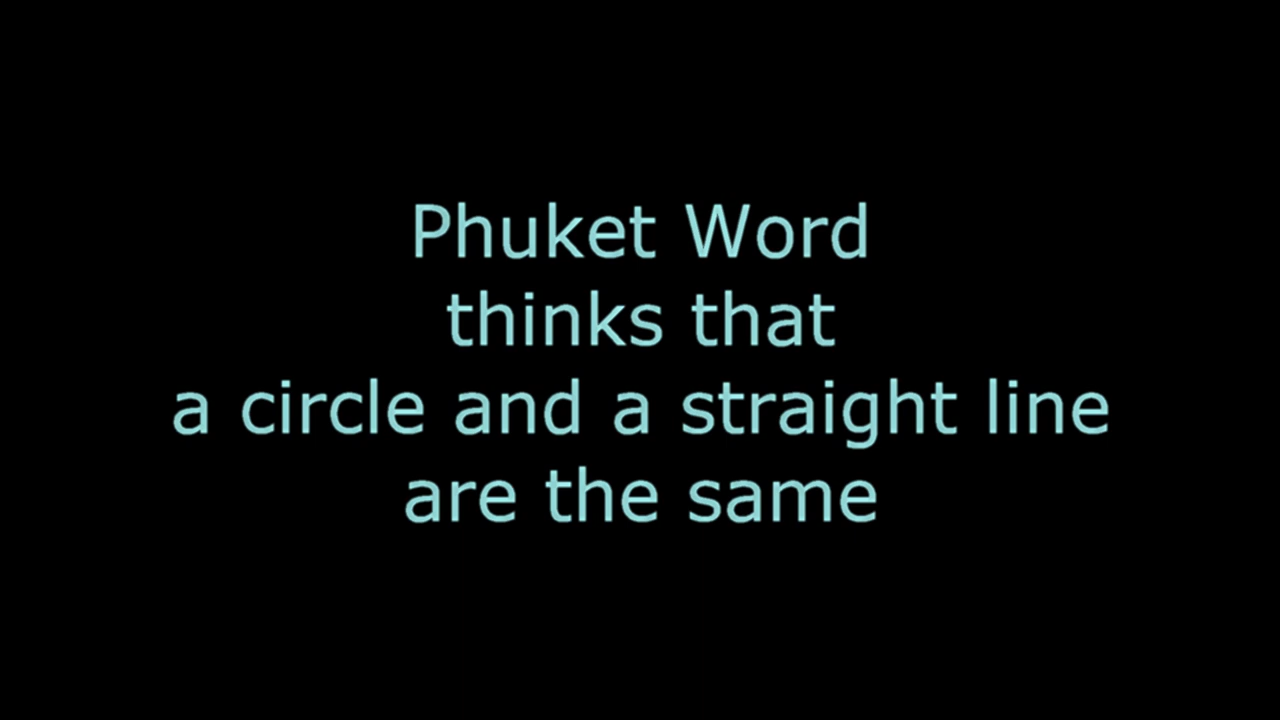 Phuket Word
thinks that
a circle and a straight line
are the same